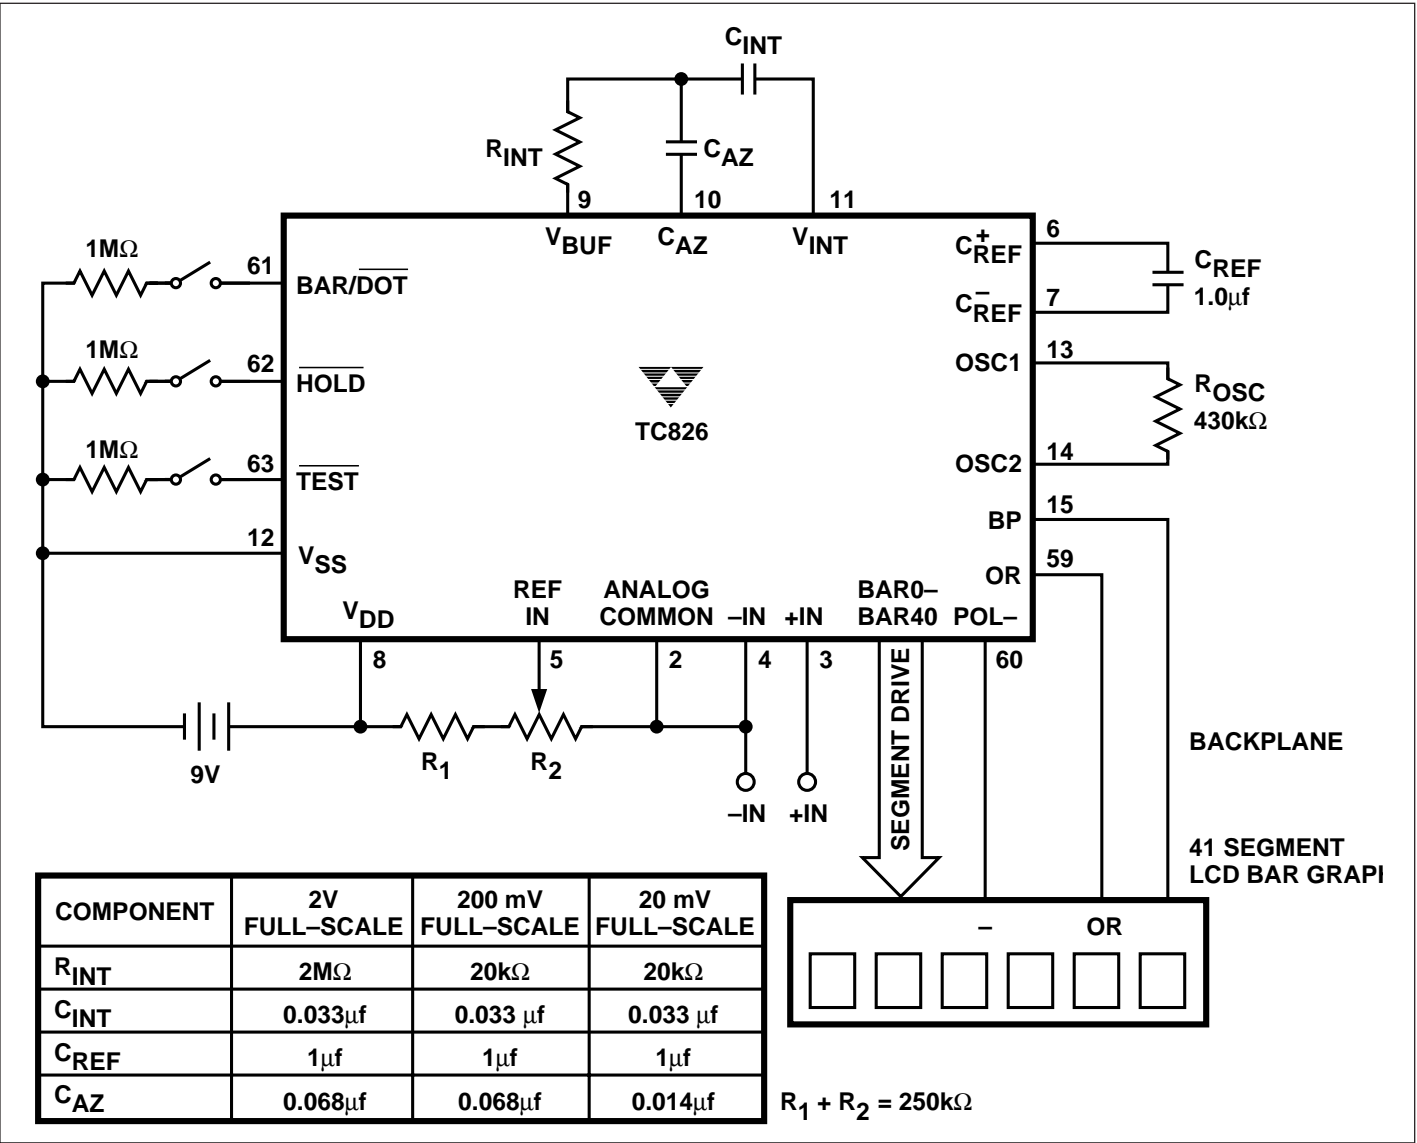 CINT
RINT
CAZ
9
10
11
VBUF
CAZ
VINT
1MΩ
61
BAR/DOT
1MΩ
62
HOLD
1MΩ
63
TEST
12
VSS
TC826
C+REF
6
CREF
1.0μf
C–REF
7
OSC1
13
ROSC
430kΩ
OSC2
14
BP
15
OR
59
VDD
REF
IN
ANALOG
COMMON
–IN
+IN
BAR0–
BAR40
POL–
8
5
2
4
3
60
9V
R1
R2
–IN
+IN
SEGMENT DRIVE
BACKPLANE
41 SEGMENT
LCD BAR GRAPH
– OR
COMPONENT
2V
FULL–SCALE
200 mV
FULL–SCALE
20 mV
FULL–SCALE
RINT 2MΩ 20kΩ 20kΩ
CINT 0.033μf 0.033 μf 0.033 μf
CREF 1μf 1μf 1μf
CAZ 0.068μf 0.068μf 0.014μf
R1 + R2 = 250kΩ